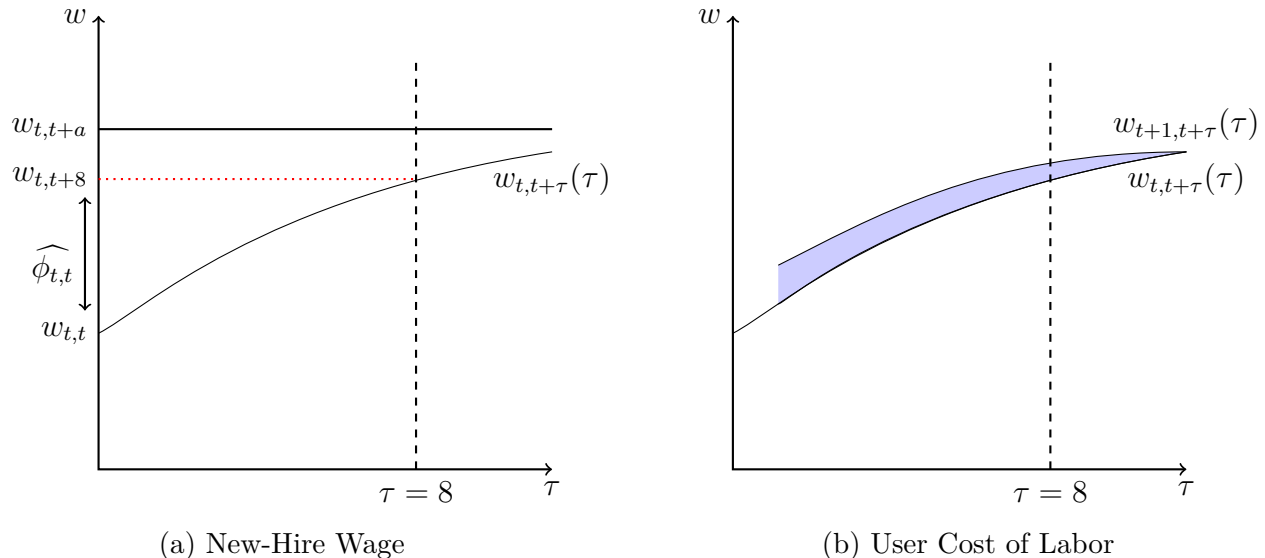 w
w_{t,t+a}
w_{t,t+8}
w_{t,t+τ}(τ)
\widehat{ϕ_{t,t}}
w_{t,t}
τ = 8
τ
(a) New-Hire Wage
w
w_{t+1,t+τ}(τ)
w_{t,t+τ}(τ)
τ = 8
τ
(b) User Cost of Labor